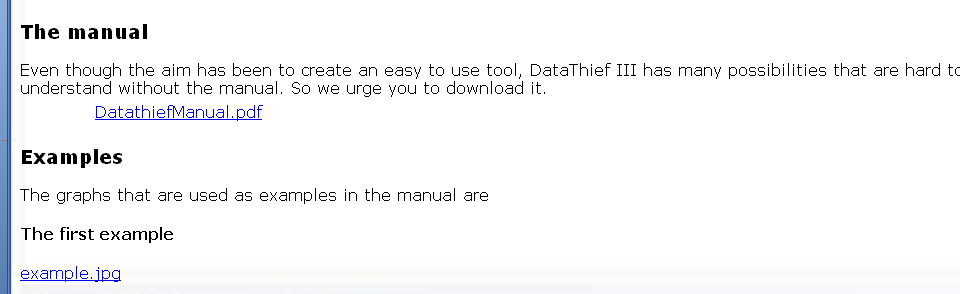 The manual
Even though the aim has been to create an easy to use tool, DataThief III has many possibilities that are hard to
understand without the manual. So we urge you to download it.
DatathiefManual.pdf
Examples
The graphs that are used as examples in the manual are
The first example
example.jpg